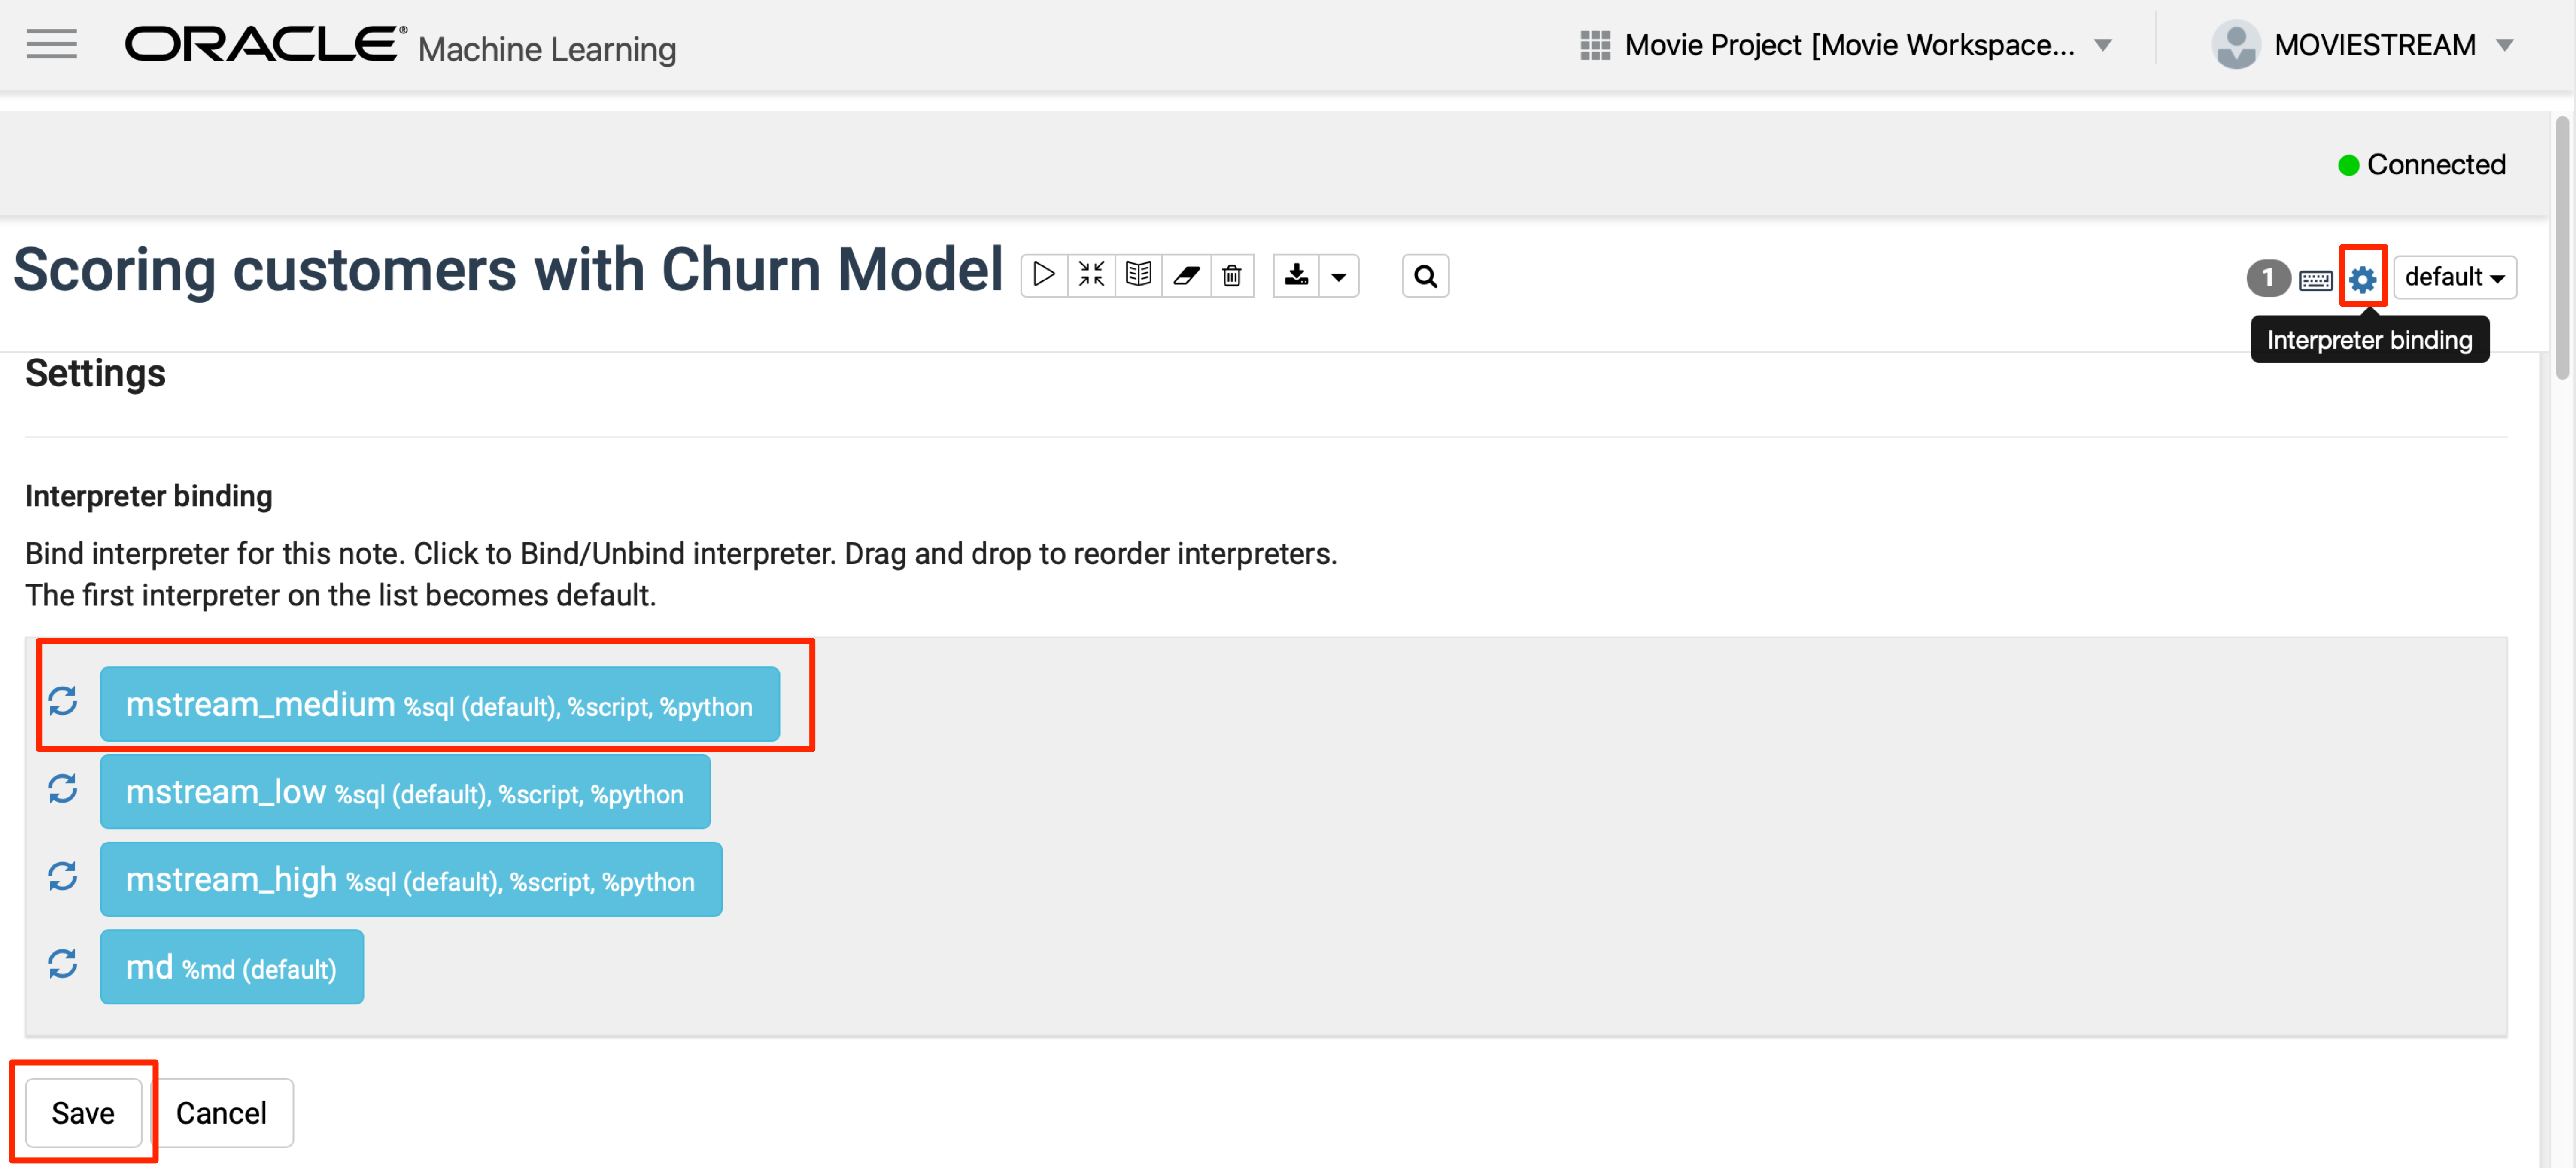 ORACLE® Machine Learning
Movie Project [Movie Workspace...
MOVIESTREAM
Connected
Scoring customers with Churn Model
1
default
Interpreter binding
Settings
Interpreter binding
Bind interpreter for this note. Click to Bind/Unbind interpreter. Drag and drop to reorder interpreters.
The first interpreter on the list becomes default.
mstream_medium %sql (default), %script, %python
mstream_low %sql (default), %script, %python
mstream_high %sql (default), %script, %python
md %md (default)
Save
Cancel